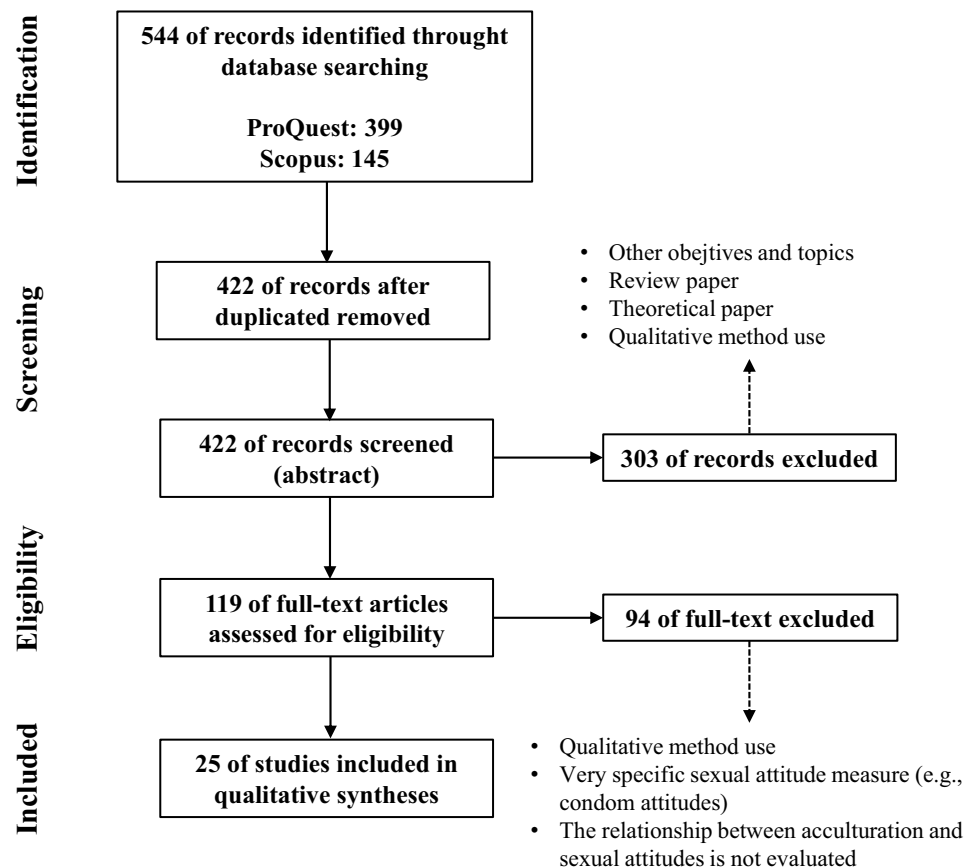 Identification
544 of records identified throught
database searching
ProQuest: 399
Scopus: 145
Screening
422 of records after
duplicated removed
• Other obejtives and topics
• Review paper
• Theoretical paper
• Qualitative method use
422 of records screened
(abstract)
303 of records excluded
Eligibility
119 of full-text articles
assessed for eligibility
94 of full-text excluded
Included
25 of studies included in
qualitative syntheses
• Qualitative method use
• Very specific sexual attitude measure (e.g.,
condom attitudes)
• The relationship between acculturation and
sexual attitudes is not evaluated